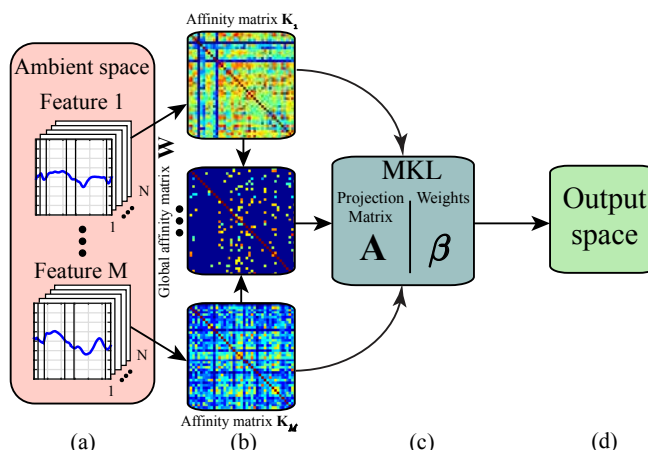 Affinity matrix K₁
Ambient space
Feature 1
N
1
Feature M
N
1
Global affinity matrix W
Affinity matrix K_M
MKL
Projection Matrix
Weights
A
β
Output
space
(a)
(b)
(c)
(d)